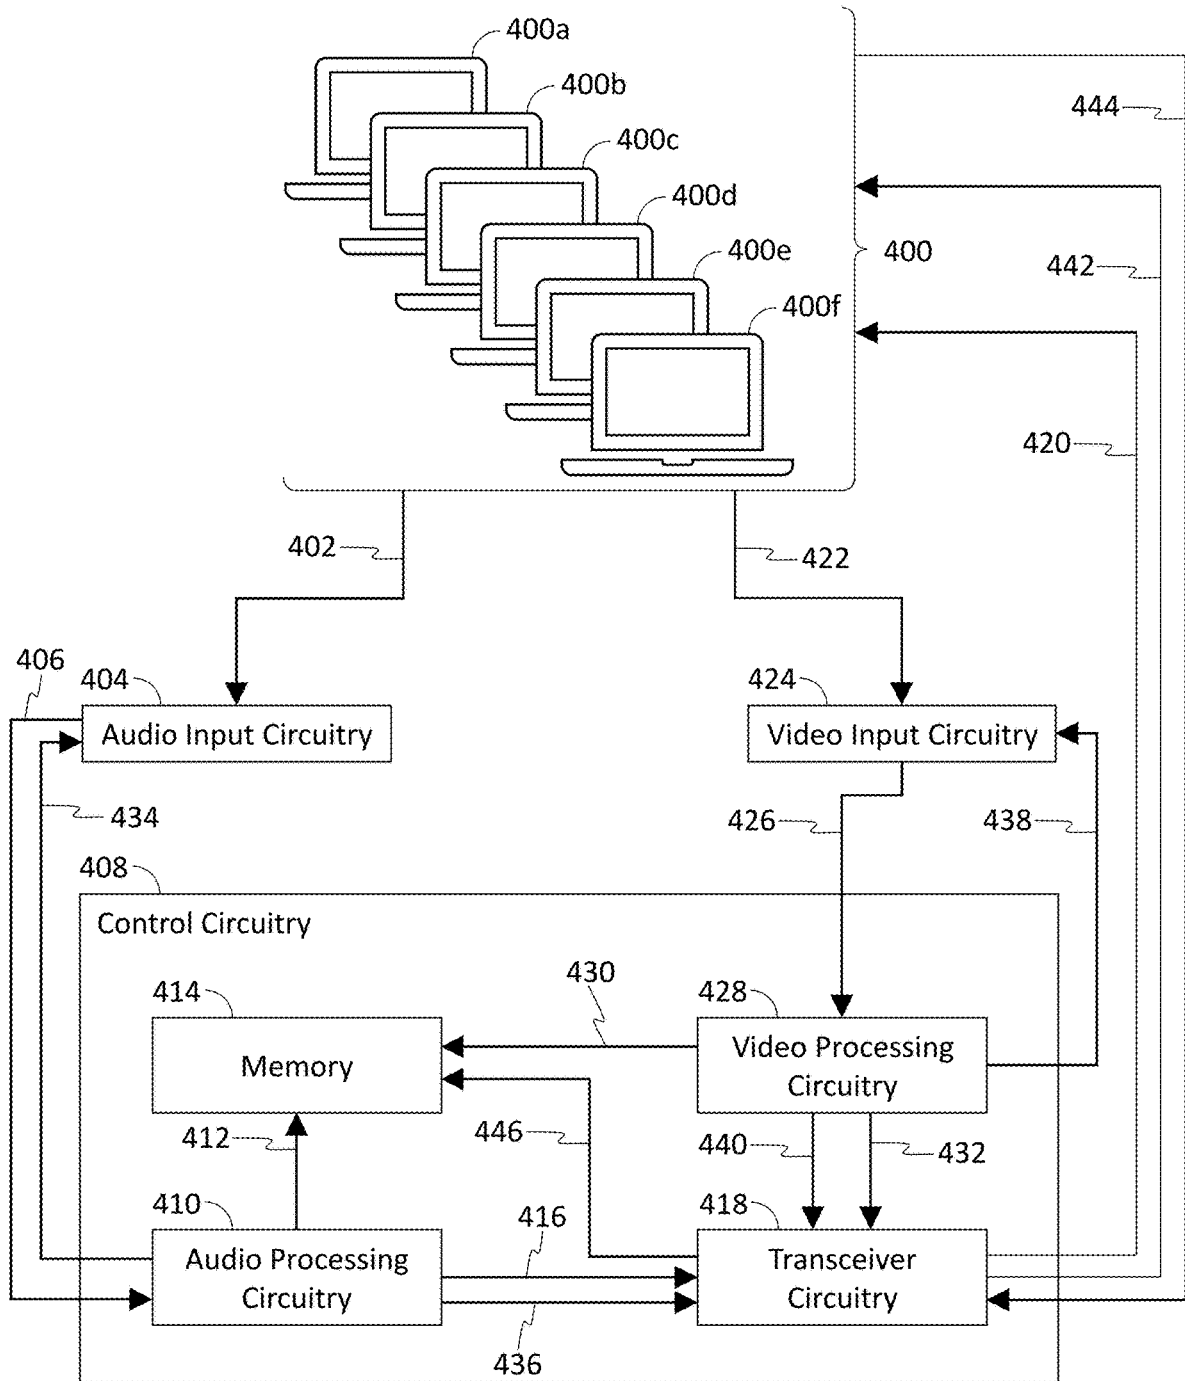 400a
400b
444
400c
400d
400e
400
442
400f
420
402
422
406
404
424
Audio Input Circuitry
Video Input Circuitry
434
426
438
408
Control Circuitry
430
414
428
Memory
Video Processing
Circuitry
412
446
440
432
410
416
418
Audio Processing
Circuitry
Transceiver
Circuitry
436